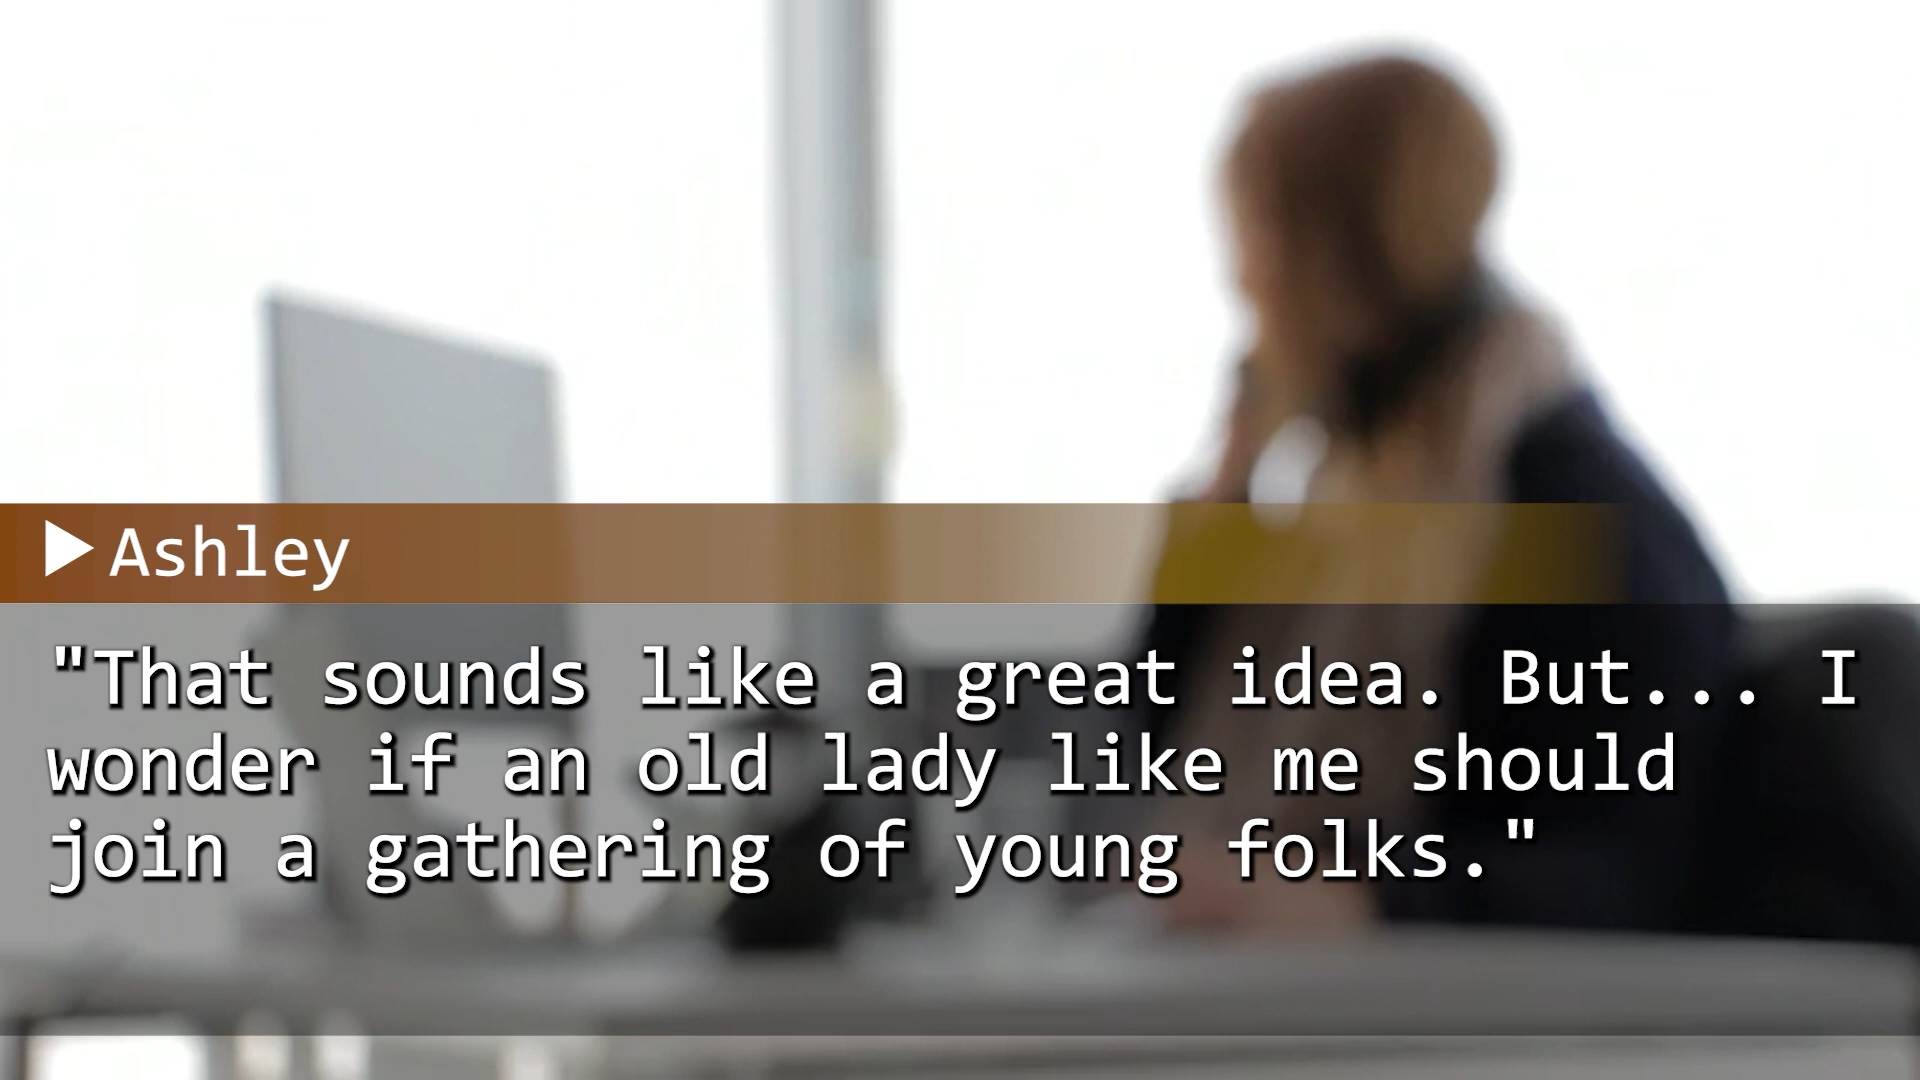 ▶Ashley
"That sounds like a great idea. But... I
wonder if an old lady like me should
join a gathering of young folks."